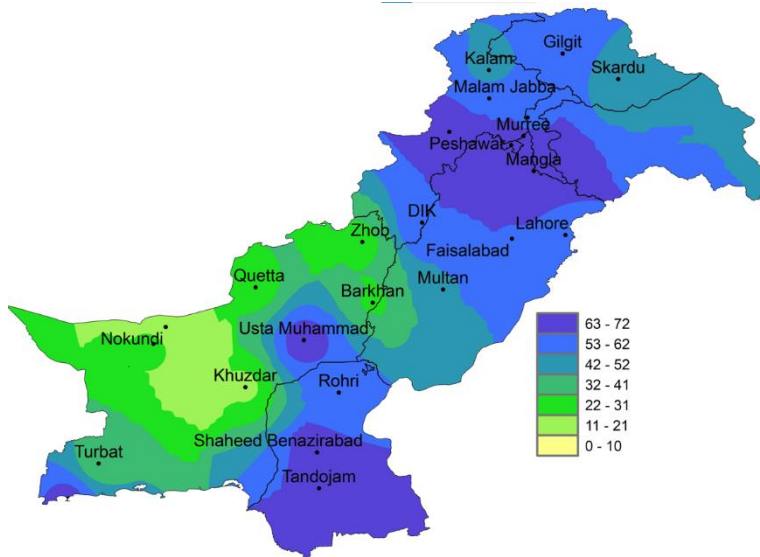 Gilgit
Kalam
Skardu
Malam Jabba
Murree
Peshawar
Mangla
DIK
Lahore
Zhob
Faisalabad
Quetta
Multan
Barkhan
Usta Muhammad
Nokundi
Khuzdar
Rohri
Shaheed Benazirabad
Turbat
Tandojam
63 - 72
53 - 62
42 - 52
32 - 41
22 - 31
11 - 21
0 - 10